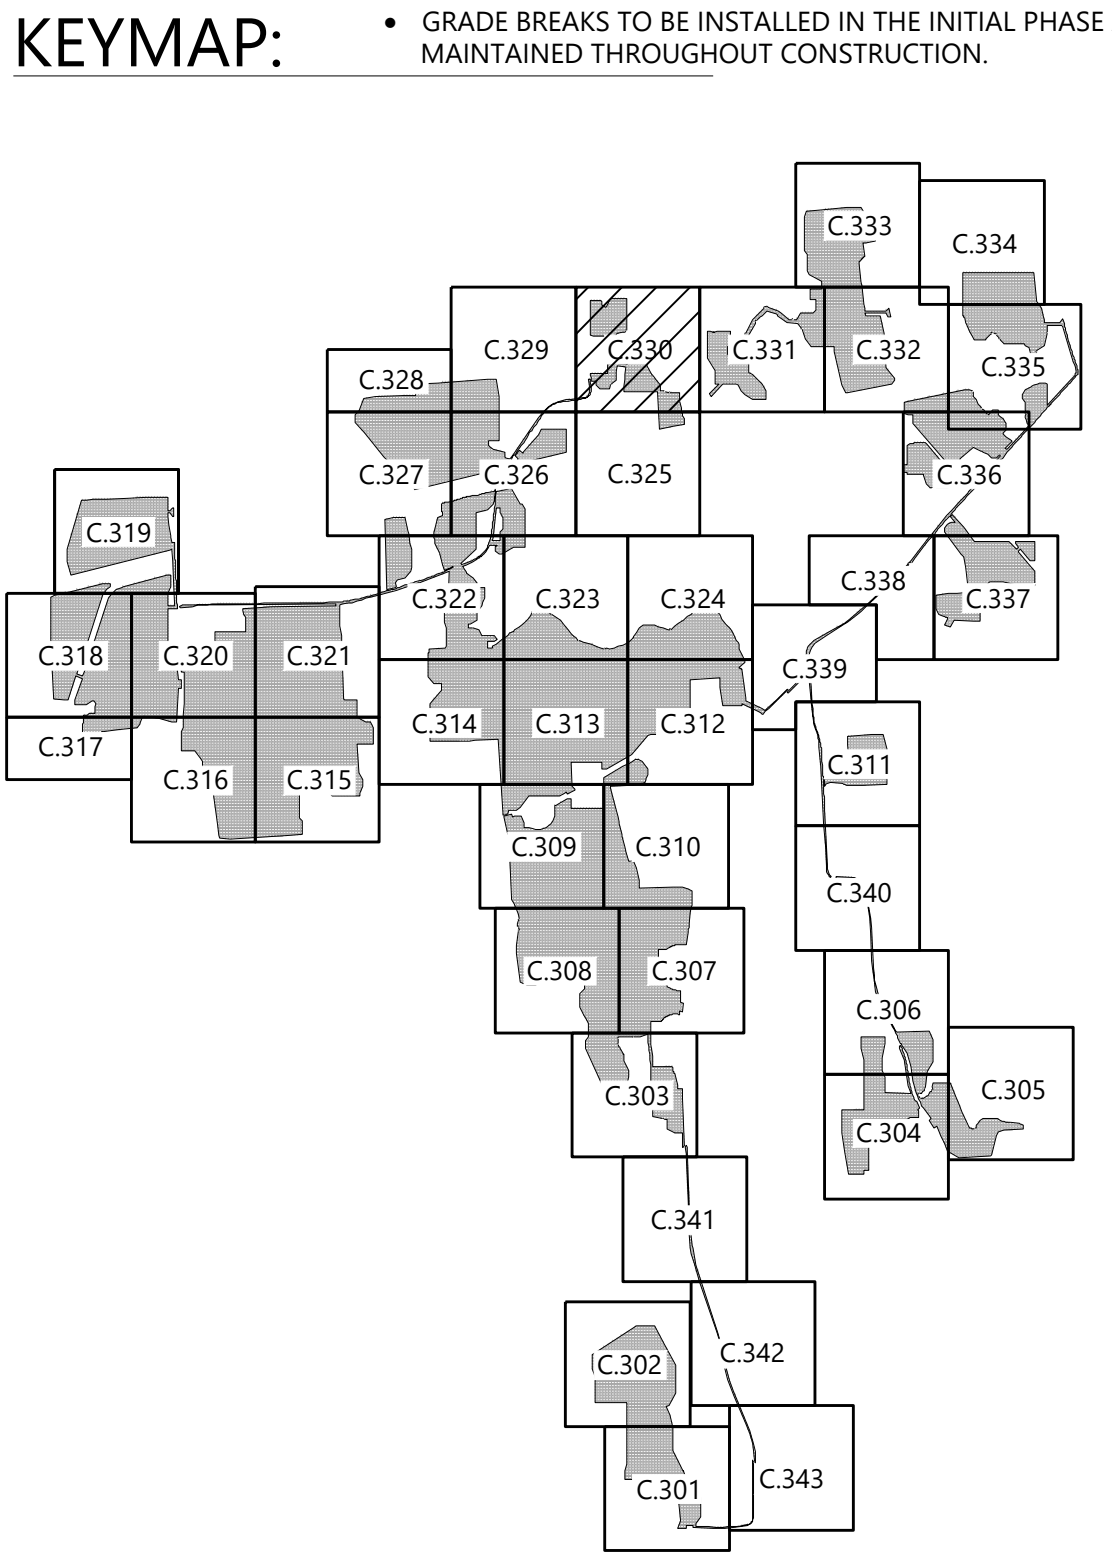 KEYMAP:
• GRADE BREAKS TO BE INSTALLED IN THE INITIAL PHASE
MAINTAINED THROUGHOUT CONSTRUCTION.
C.333
C.334
C.329
C.330
C.331
C.332
C.335
C.328
C.327
C.326
C.325
C.336
C.319
C.322
C.323
C.324
C.338
C.337
C.318
C.320
C.321
C.339
C.317
C.314
C.313
C.312
C.316
C.315
C.311
C.309
C.310
C.340
C.308
C.307
C.306
C.303
C.305
C.304
C.341
C.302
C.342
C.301
C.343